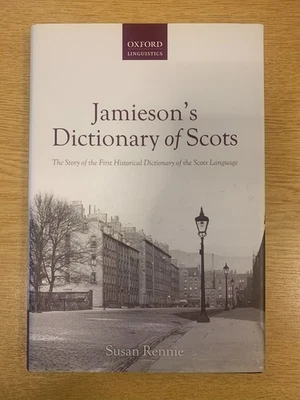 OXFORD
LINGUISTICS
Jamieson's
Dictionary of Scots
The Story of the First Historical Dictionary of the Scots Language
Susan Rennie